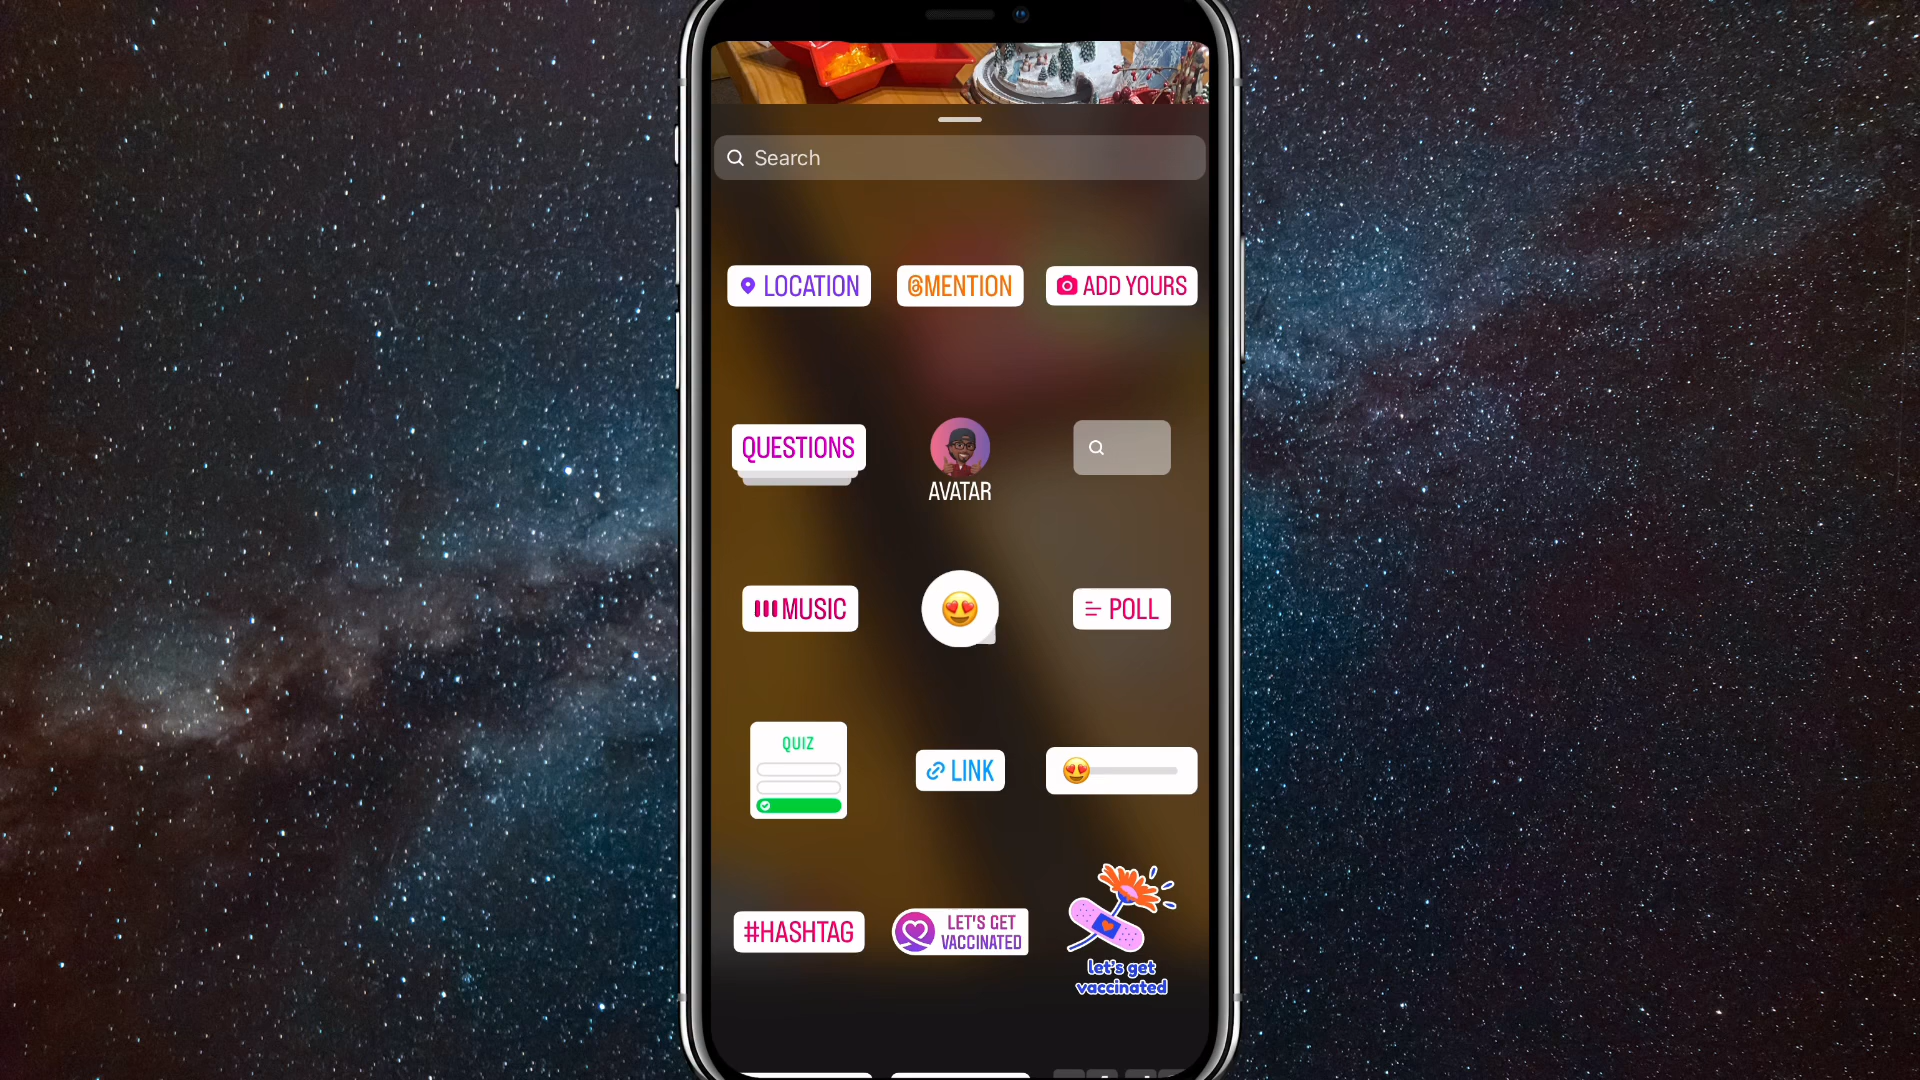 Search
LOCATION
@MENTION
ADD YOURS
QUESTIONS
AVATAR
MUSIC
POLL
QUIZ
LINK
#HASHTAG
LET'S GET
VACCINATED
let's get
vaccinated